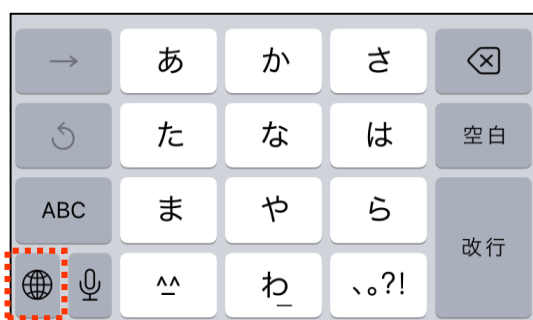 → あ か さ
た な は 空白
ABC ま や ら 改行
^^ わ_ 、。?!